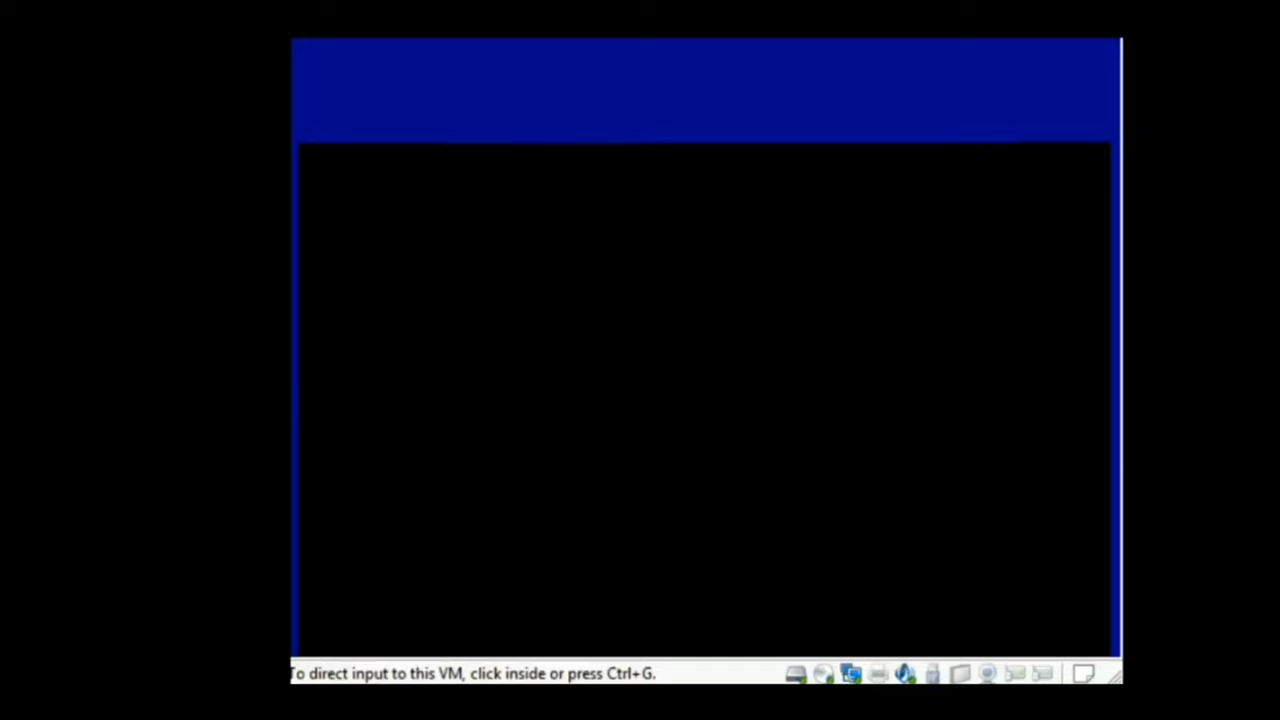 To direct input to this VM, click inside or press Ctrl+G.